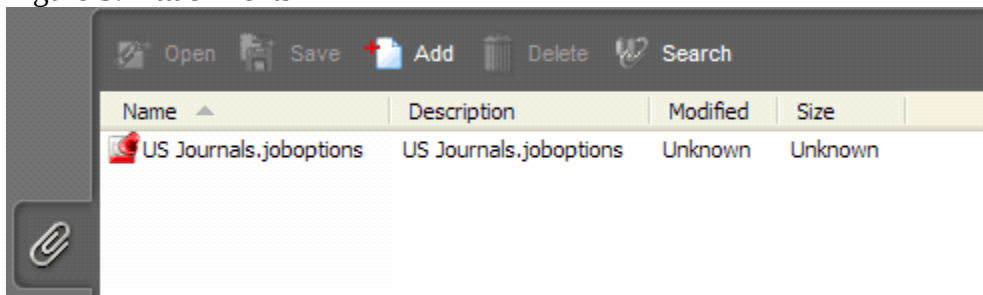 Open Save Add Delete Search
Name Description Modified Size
US Journals.joboptions US Journals.joboptions Unknown Unknown